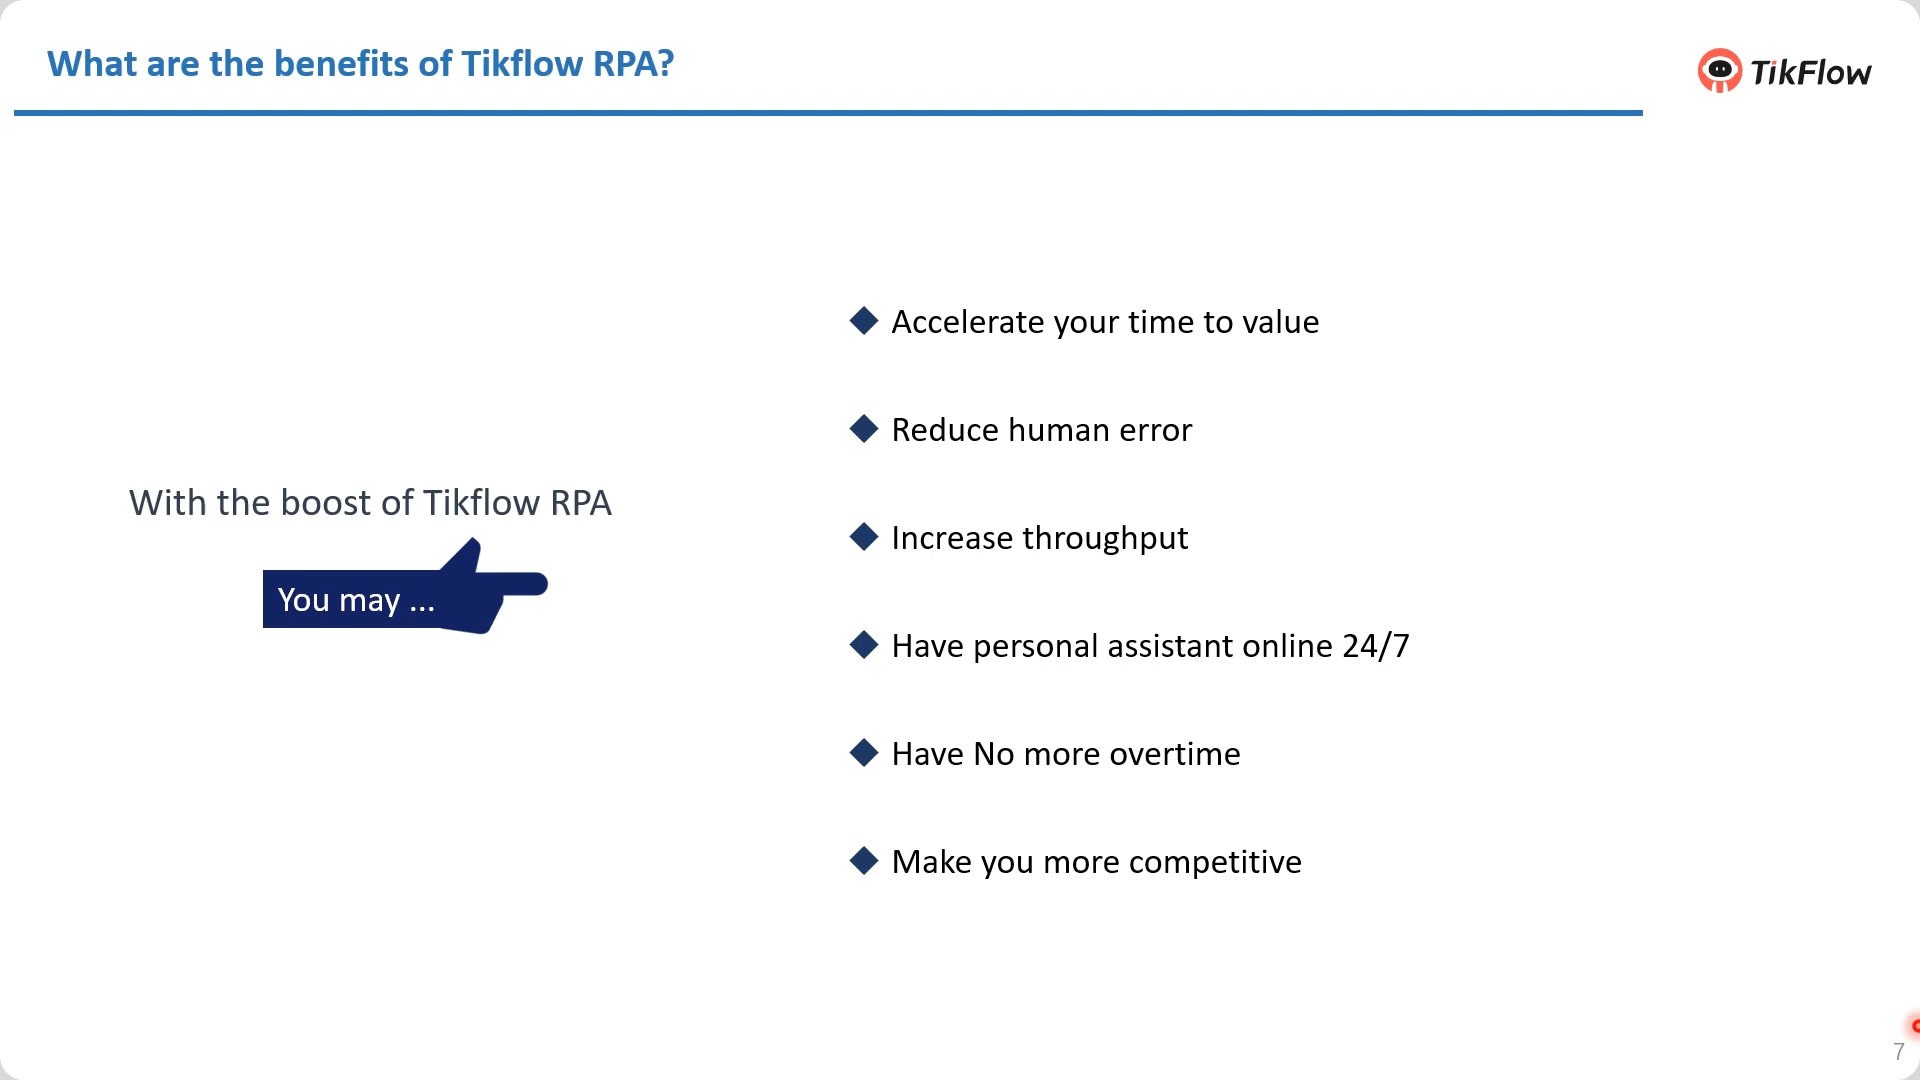 What are the benefits of Tikflow RPA?
TikFlow
With the boost of Tikflow RPA
You may ...
Accelerate your time to value
Reduce human error
Increase throughput
Have personal assistant online 24/7
Have No more overtime
Make you more competitive
7